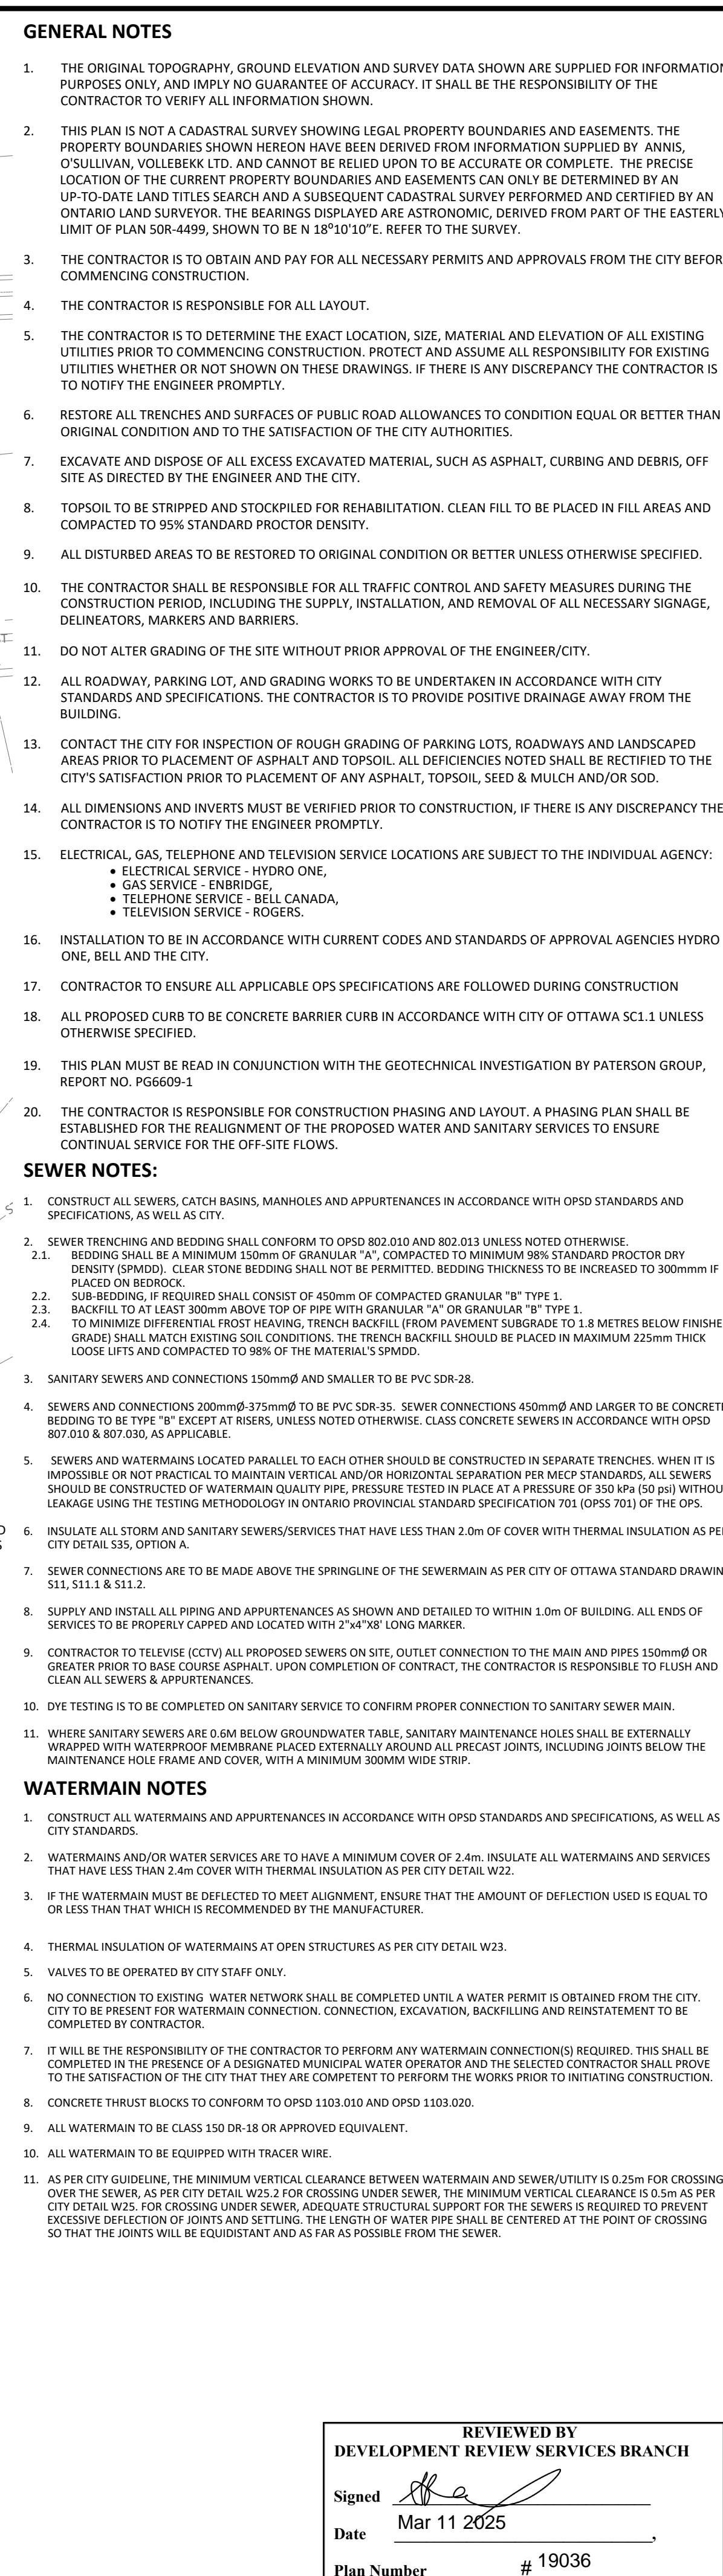 GENERAL NOTES
1. THE ORIGINAL TOPOGRAPHY, GROUND ELEVATION AND SURVEY DATA SHOWN ARE SUPPLIED FOR INFORMATION
PURPOSES ONLY, AND IMPLY NO GUARANTEE OF ACCURACY. IT SHALL BE THE RESPONSIBILITY OF THE
CONTRACTOR TO VERIFY ALL INFORMATION SHOWN.
2. THIS PLAN IS NOT A CADASTRAL SURVEY SHOWING LEGAL PROPERTY BOUNDARIES AND EASEMENTS. THE
PROPERTY BOUNDARIES SHOWN HEREON HAVE BEEN DERIVED FROM INFORMATION SUPPLIED BY ANNIS,
O'SULLIVAN, VOLLEBEKK LTD. AND CANNOT BE RELIED UPON TO BE ACCURATE OR COMPLETE. THE PRECISE
LOCATION OF THE CURRENT PROPERTY BOUNDARIES AND EASEMENTS CAN ONLY BE DETERMINED BY AN
UP-TO-DATE LAND TITLES SEARCH AND A SUBSEQUENT CADASTRAL SURVEY PERFORMED AND CERTIFIED BY AN
ONTARIO LAND SURVEYOR. THE BEARINGS DISPLAYED ARE ASTRONOMIC, DERIVED FROM PART OF THE EASTERLY
LIMIT OF PLAN 50R-4499, SHOWN TO BE N 18⁰10'10"E. REFER TO THE SURVEY.
3. THE CONTRACTOR IS TO OBTAIN AND PAY FOR ALL NECESSARY PERMITS AND APPROVALS FROM THE CITY BEFOR
COMMENCING CONSTRUCTION.
4. THE CONTRACTOR IS RESPONSIBLE FOR ALL LAYOUT.
5. THE CONTRACTOR IS TO DETERMINE THE EXACT LOCATION, SIZE, MATERIAL AND ELEVATION OF ALL EXISTING
UTILITIES PRIOR TO COMMENCING CONSTRUCTION. PROTECT AND ASSUME ALL RESPONSIBILITY FOR EXISTING
UTILITIES WHETHER OR NOT SHOWN ON THESE DRAWINGS. IF THERE IS ANY DISCREPANCY THE CONTRACTOR IS
TO NOTIFY THE ENGINEER PROMPTLY.
6. RESTORE ALL TRENCHES AND SURFACES OF PUBLIC ROAD ALLOWANCES TO CONDITION EQUAL OR BETTER THAN
ORIGINAL CONDITION AND TO THE SATISFACTION OF THE CITY AUTHORITIES.
7. EXCAVATE AND DISPOSE OF ALL EXCESS EXCAVATED MATERIAL, SUCH AS ASPHALT, CURBING AND DEBRIS, OFF
SITE AS DIRECTED BY THE ENGINEER AND THE CITY.
8. TOPSOIL TO BE STRIPPED AND STOCKPILED FOR REHABILITATION. CLEAN FILL TO BE PLACED IN FILL AREAS AND
COMPACTED TO 95% STANDARD PROCTOR DENSITY.
9. ALL DISTURBED AREAS TO BE RESTORED TO ORIGINAL CONDITION OR BETTER UNLESS OTHERWISE SPECIFIED.
10. THE CONTRACTOR SHALL BE RESPONSIBLE FOR ALL TRAFFIC CONTROL AND SAFETY MEASURES DURING THE
CONSTRUCTION PERIOD, INCLUDING THE SUPPLY, INSTALLATION, AND REMOVAL OF ALL NECESSARY SIGNAGE,
DELINEATORS, MARKERS AND BARRIERS.
T
11. DO NOT ALTER GRADING OF THE SITE WITHOUT PRIOR APPROVAL OF THE ENGINEER/CITY.
12. ALL ROADWAY, PARKING LOT, AND GRADING WORKS TO BE UNDERTAKEN IN ACCORDANCE WITH CITY
STANDARDS AND SPECIFICATIONS. THE CONTRACTOR IS TO PROVIDE POSITIVE DRAINAGE AWAY FROM THE
BUILDING.
13. CONTACT THE CITY FOR INSPECTION OF ROUGH GRADING OF PARKING LOTS, ROADWAYS AND LANDSCAPED
AREAS PRIOR TO PLACEMENT OF ASPHALT AND TOPSOIL. ALL DEFICIENCIES NOTED SHALL BE RECTIFIED TO THE
CITY'S SATISFACTION PRIOR TO PLACEMENT OF ANY ASPHALT, TOPSOIL, SEED & MULCH AND/OR SOD.
14. ALL DIMENSIONS AND INVERTS MUST BE VERIFIED PRIOR TO CONSTRUCTION, IF THERE IS ANY DISCREPANCY THE
CONTRACTOR IS TO NOTIFY THE ENGINEER PROMPTLY.
15. ELECTRICAL, GAS, TELEPHONE AND TELEVISION SERVICE LOCATIONS ARE SUBJECT TO THE INDIVIDUAL AGENCY:
• ELECTRICAL SERVICE - HYDRO ONE,
• GAS SERVICE - ENBRIDGE,
• TELEPHONE SERVICE - BELL CANADA,
• TELEVISION SERVICE - ROGERS.
16. INSTALLATION TO BE IN ACCORDANCE WITH CURRENT CODES AND STANDARDS OF APPROVAL AGENCIES HYDRO
ONE, BELL AND THE CITY.
17. CONTRACTOR TO ENSURE ALL APPLICABLE OPS SPECIFICATIONS ARE FOLLOWED DURING CONSTRUCTION
18. ALL PROPOSED CURB TO BE CONCRETE BARRIER CURB IN ACCORDANCE WITH CITY OF OTTAWA SC1.1 UNLESS
OTHERWISE SPECIFIED.
19. THIS PLAN MUST BE READ IN CONJUNCTION WITH THE GEOTECHNICAL INVESTIGATION BY PATERSON GROUP,
REPORT NO. PG6609-1
20. THE CONTRACTOR IS RESPONSIBLE FOR CONSTRUCTION PHASING AND LAYOUT. A PHASING PLAN SHALL BE
ESTABLISHED FOR THE REALIGNMENT OF THE PROPOSED WATER AND SANITARY SERVICES TO ENSURE
CONTINUAL SERVICE FOR THE OFF-SITE FLOWS.
SEWER NOTES:
S
1. CONSTRUCT ALL SEWERS, CATCH BASINS, MANHOLES AND APPURTENANCES IN ACCORDANCE WITH OPSD STANDARDS AND
SPECIFICATIONS, AS WELL AS CITY.
2. SEWER TRENCHING AND BEDDING SHALL CONFORM TO OPSD 802.010 AND 802.013 UNLESS NOTED OTHERWISE.
2.1. BEDDING SHALL BE A MINIMUM 150mm OF GRANULAR "A", COMPACTED TO MINIMUM 98% STANDARD PROCTOR DRY
DENSITY (SPMDD). CLEAR STONE BEDDING SHALL NOT BE PERMITTED. BEDDING THICKNESS TO BE INCREASED TO 300mmm IF
PLACED ON BEDROCK.
2.2. SUB-BEDDING, IF REQUIRED SHALL CONSIST OF 450mm OF COMPACTED GRANULAR "B" TYPE 1.
2.3. BACKFILL TO AT LEAST 300mm ABOVE TOP OF PIPE WITH GRANULAR "A" OR GRANULAR "B" TYPE 1.
2.4. TO MINIMIZE DIFFERENTIAL FROST HEAVING, TRENCH BACKFILL (FROM PAVEMENT SUBGRADE TO 1.8 METRES BELOW FINISHE
GRADE) SHALL MATCH EXISTING SOIL CONDITIONS. THE TRENCH BACKFILL SHOULD BE PLACED IN MAXIMUM 225mm THICK
LOOSE LIFTS AND COMPACTED TO 98% OF THE MATERIAL'S SPMDD.
3. SANITARY SEWERS AND CONNECTIONS 150mmØ AND SMALLER TO BE PVC SDR-28.
4. SEWERS AND CONNECTIONS 200mmØ-375mmØ TO BE PVC SDR-35. SEWER CONNECTIONS 450mmØ AND LARGER TO BE CONCRETE
BEDDING TO BE TYPE "B" EXCEPT AT RISERS, UNLESS NOTED OTHERWISE. CLASS CONCRETE SEWERS IN ACCORDANCE WITH OPSD
807.010 & 807.030, AS APPLICABLE.
5. SEWERS AND WATERMAINS LOCATED PARALLEL TO EACH OTHER SHOULD BE CONSTRUCTED IN SEPARATE TRENCHES. WHEN IT IS
IMPOSSIBLE OR NOT PRACTICAL TO MAINTAIN VERTICAL AND/OR HORIZONTAL SEPARATION PER MECP STANDARDS, ALL SEWERS
SHOULD BE CONSTRUCTED OF WATERMAIN QUALITY PIPE, PRESSURE TESTED IN PLACE AT A PRESSURE OF 350 kPa (50 psi) WITHOU
LEAKAGE USING THE TESTING METHODOLOGY IN ONTARIO PROVINCIAL STANDARD SPECIFICATION 701 (OPSS 701) OF THE OPS.
S
6. INSULATE ALL STORM AND SANITARY SEWERS/SERVICES THAT HAVE LESS THAN 2.0m OF COVER WITH THERMAL INSULATION AS PE
CITY DETAIL S35, OPTION A.
7. SEWER CONNECTIONS ARE TO BE MADE ABOVE THE SPRINGLINE OF THE SEWERMAIN AS PER CITY OF OTTAWA STANDARD DRAWIN
S11, S11.1 & S11.2.
8. SUPPLY AND INSTALL ALL PIPING AND APPURTENANCES AS SHOWN AND DETAILED TO WITHIN 1.0m OF BUILDING. ALL ENDS OF
SERVICES TO BE PROPERLY CAPPED AND LOCATED WITH 2"x4"X8' LONG MARKER.
9. CONTRACTOR TO TELEVISE (CCTV) ALL PROPOSED SEWERS ON SITE, OUTLET CONNECTION TO THE MAIN AND PIPES 150mmØ OR
GREATER PRIOR TO BASE COURSE ASPHALT. UPON COMPLETION OF CONTRACT, THE CONTRACTOR IS RESPONSIBLE TO FLUSH AND
CLEAN ALL SEWERS & APPURTENANCES.
10. DYE TESTING IS TO BE COMPLETED ON SANITARY SERVICE TO CONFIRM PROPER CONNECTION TO SANITARY SEWER MAIN.
11. WHERE SANITARY SEWERS ARE 0.6M BELOW GROUNDWATER TABLE, SANITARY MAINTENANCE HOLES SHALL BE EXTERNALLY
WRAPPED WITH WATERPROOF MEMBRANE PLACED EXTERNALLY AROUND ALL PRECAST JOINTS, INCLUDING JOINTS BELOW THE
MAINTENANCE HOLE FRAME AND COVER, WITH A MINIMUM 300MM WIDE STRIP.
WATERMAIN NOTES
1. CONSTRUCT ALL WATERMAINS AND APPURTENANCES IN ACCORDANCE WITH OPSD STANDARDS AND SPECIFICATIONS, AS WELL AS
CITY STANDARDS.
2. WATERMAINS AND/OR WATER SERVICES ARE TO HAVE A MINIMUM COVER OF 2.4m. INSULATE ALL WATERMAINS AND SERVICES
THAT HAVE LESS THAN 2.4m COVER WITH THERMAL INSULATION AS PER CITY DETAIL W22.
3. IF THE WATERMAIN MUST BE DEFLECTED TO MEET ALIGNMENT, ENSURE THAT THE AMOUNT OF DEFLECTION USED IS EQUAL TO
OR LESS THAN THAT WHICH IS RECOMMENDED BY THE MANUFACTURER.
4. THERMAL INSULATION OF WATERMAINS AT OPEN STRUCTURES AS PER CITY DETAIL W23.
5. VALVES TO BE OPERATED BY CITY STAFF ONLY.
6. NO CONNECTION TO EXISTING WATER NETWORK SHALL BE COMPLETED UNTIL A WATER PERMIT IS OBTAINED FROM THE CITY.
CITY TO BE PRESENT FOR WATERMAIN CONNECTION. CONNECTION, EXCAVATION, BACKFILLING AND REINSTATEMENT TO BE
COMPLETED BY CONTRACTOR.
7. IT WILL BE THE RESPONSIBILITY OF THE CONTRACTOR TO PERFORM ANY WATERMAIN CONNECTION(S) REQUIRED. THIS SHALL BE
COMPLETED IN THE PRESENCE OF A DESIGNATED MUNICIPAL WATER OPERATOR AND THE SELECTED CONTRACTOR SHALL PROVE
TO THE SATISFACTION OF THE CITY THAT THEY ARE COMPETENT TO PERFORM THE WORKS PRIOR TO INITIATING CONSTRUCTION.
8. CONCRETE THRUST BLOCKS TO CONFORM TO OPSD 1103.010 AND OPSD 1103.020.
9. ALL WATERMAIN TO BE CLASS 150 DR-18 OR APPROVED EQUIVALENT.
10. ALL WATERMAIN TO BE EQUIPPED WITH TRACER WIRE.
11. AS PER CITY GUIDELINE, THE MINIMUM VERTICAL CLEARANCE BETWEEN WATERMAIN AND SEWER/UTILITY IS 0.25m FOR CROSSING
OVER THE SEWER, AS PER CITY DETAIL W25.2 FOR CROSSING UNDER SEWER, THE MINIMUM VERTICAL CLEARANCE IS 0.5m AS PER
CITY DETAIL W25. FOR CROSSING UNDER SEWER, ADEQUATE STRUCTURAL SUPPORT FOR THE SEWERS IS REQUIRED TO PREVENT
EXCESSIVE DEFLECTION OF JOINTS AND SETTLING. THE LENGTH OF WATER PIPE SHALL BE CENTERED AT THE POINT OF CROSSING
SO THAT THE JOINTS WILL BE EQUIDISTANT AND AS FAR AS POSSIBLE FROM THE SEWER.
REVIEWED BY
DEVELOPMENT REVIEW SERVICES BRANCH
Signed
Date Mar 11 2025,
Plan Number # 19036